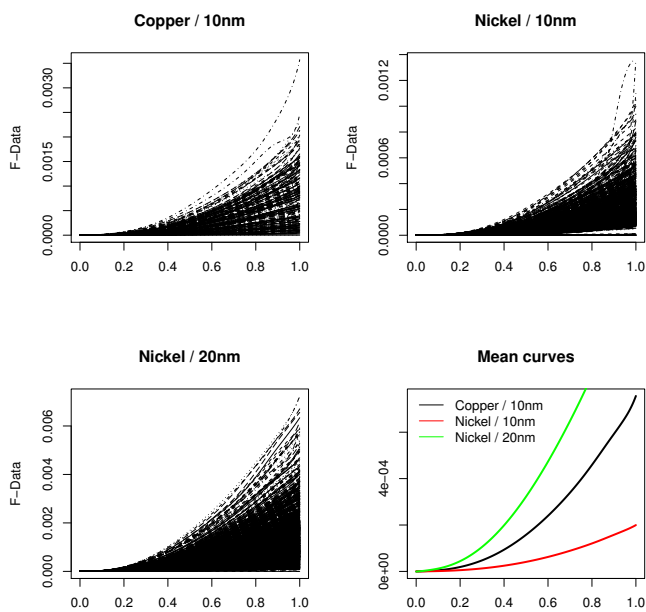 Copper / 10nm
F−Data
0.0030
0.0015
0.0000
0.0 0.2 0.4 0.6 0.8 1.0
Nickel / 10nm
F−Data
0.0012
0.0006
0.0000
0.0 0.2 0.4 0.6 0.8 1.0
Nickel / 20nm
F−Data
0.006
0.004
0.002
0.000
0.0 0.2 0.4 0.6 0.8 1.0
Mean curves
Copper / 10nm
Nickel / 10nm
Nickel / 20nm
4e−04
0e+00
0.0 0.2 0.4 0.6 0.8 1.0